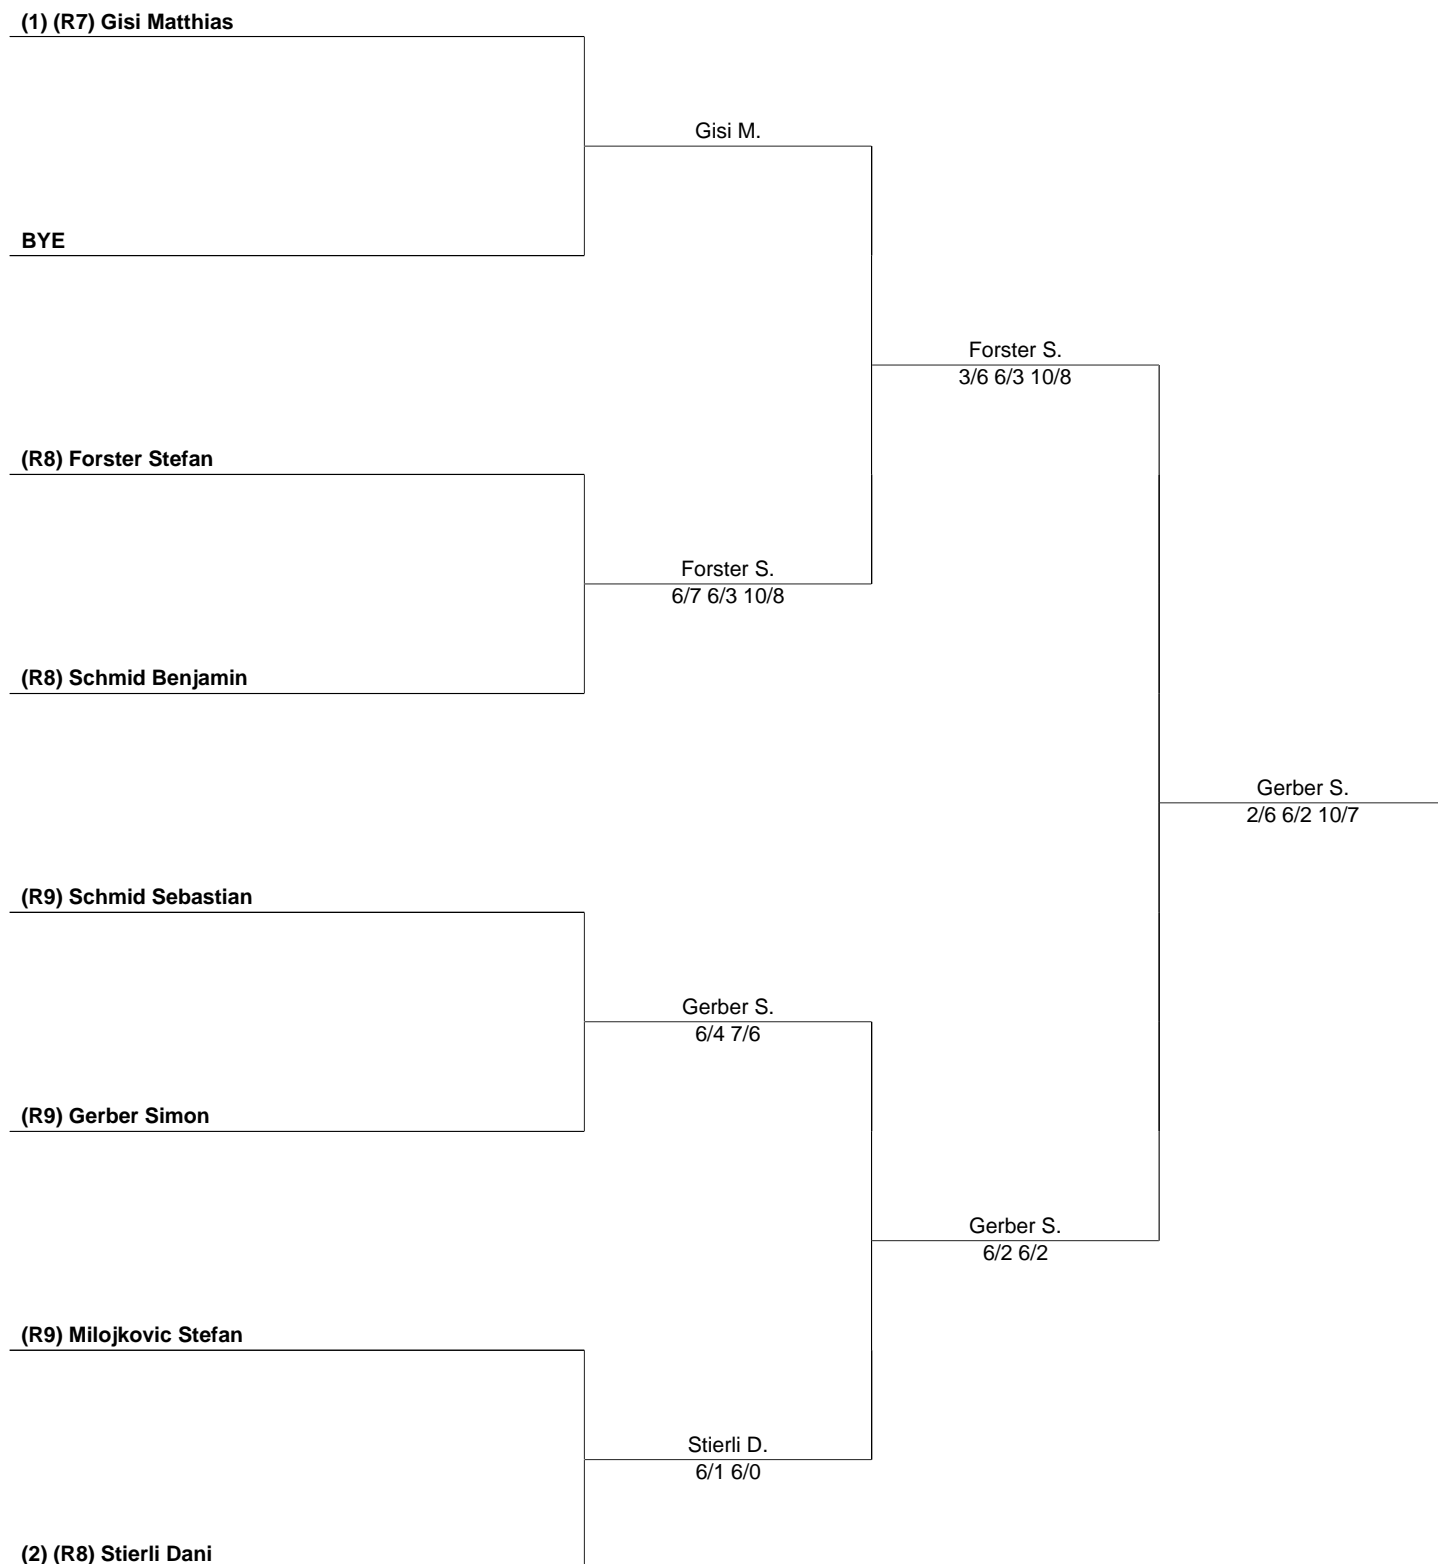 (1) (R7) Gisi Matthias
Gisi M.
BYE
Forster S.
3/6 6/3 10/8
(R8) Forster Stefan
Forster S.
6/7 6/3 10/8
(R8) Schmid Benjamin
Gerber S.
2/6 6/2 10/7
(R9) Schmid Sebastian
Gerber S.
6/4 7/6
(R9) Gerber Simon
Gerber S.
6/2 6/2
(R9) Milojkovic Stefan
Stierli D.
6/1 6/0
(2) (R8) Stierli Dani